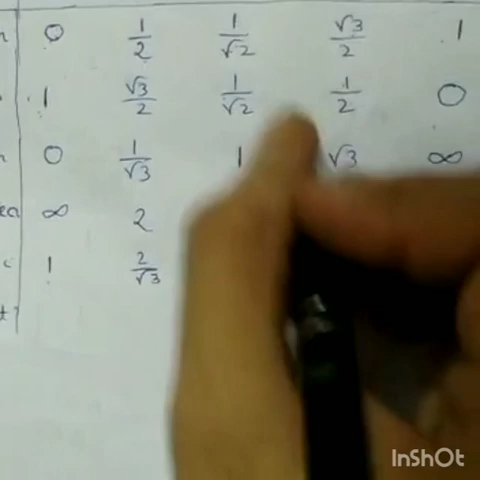 n 0 1/2 1/√2 √3/2 1
1 √3/2 1/√2 1/2 0
n 0 1/√3 1 √3 ∞
ec ∞ 2
c 1 2/√3
t
InShOt